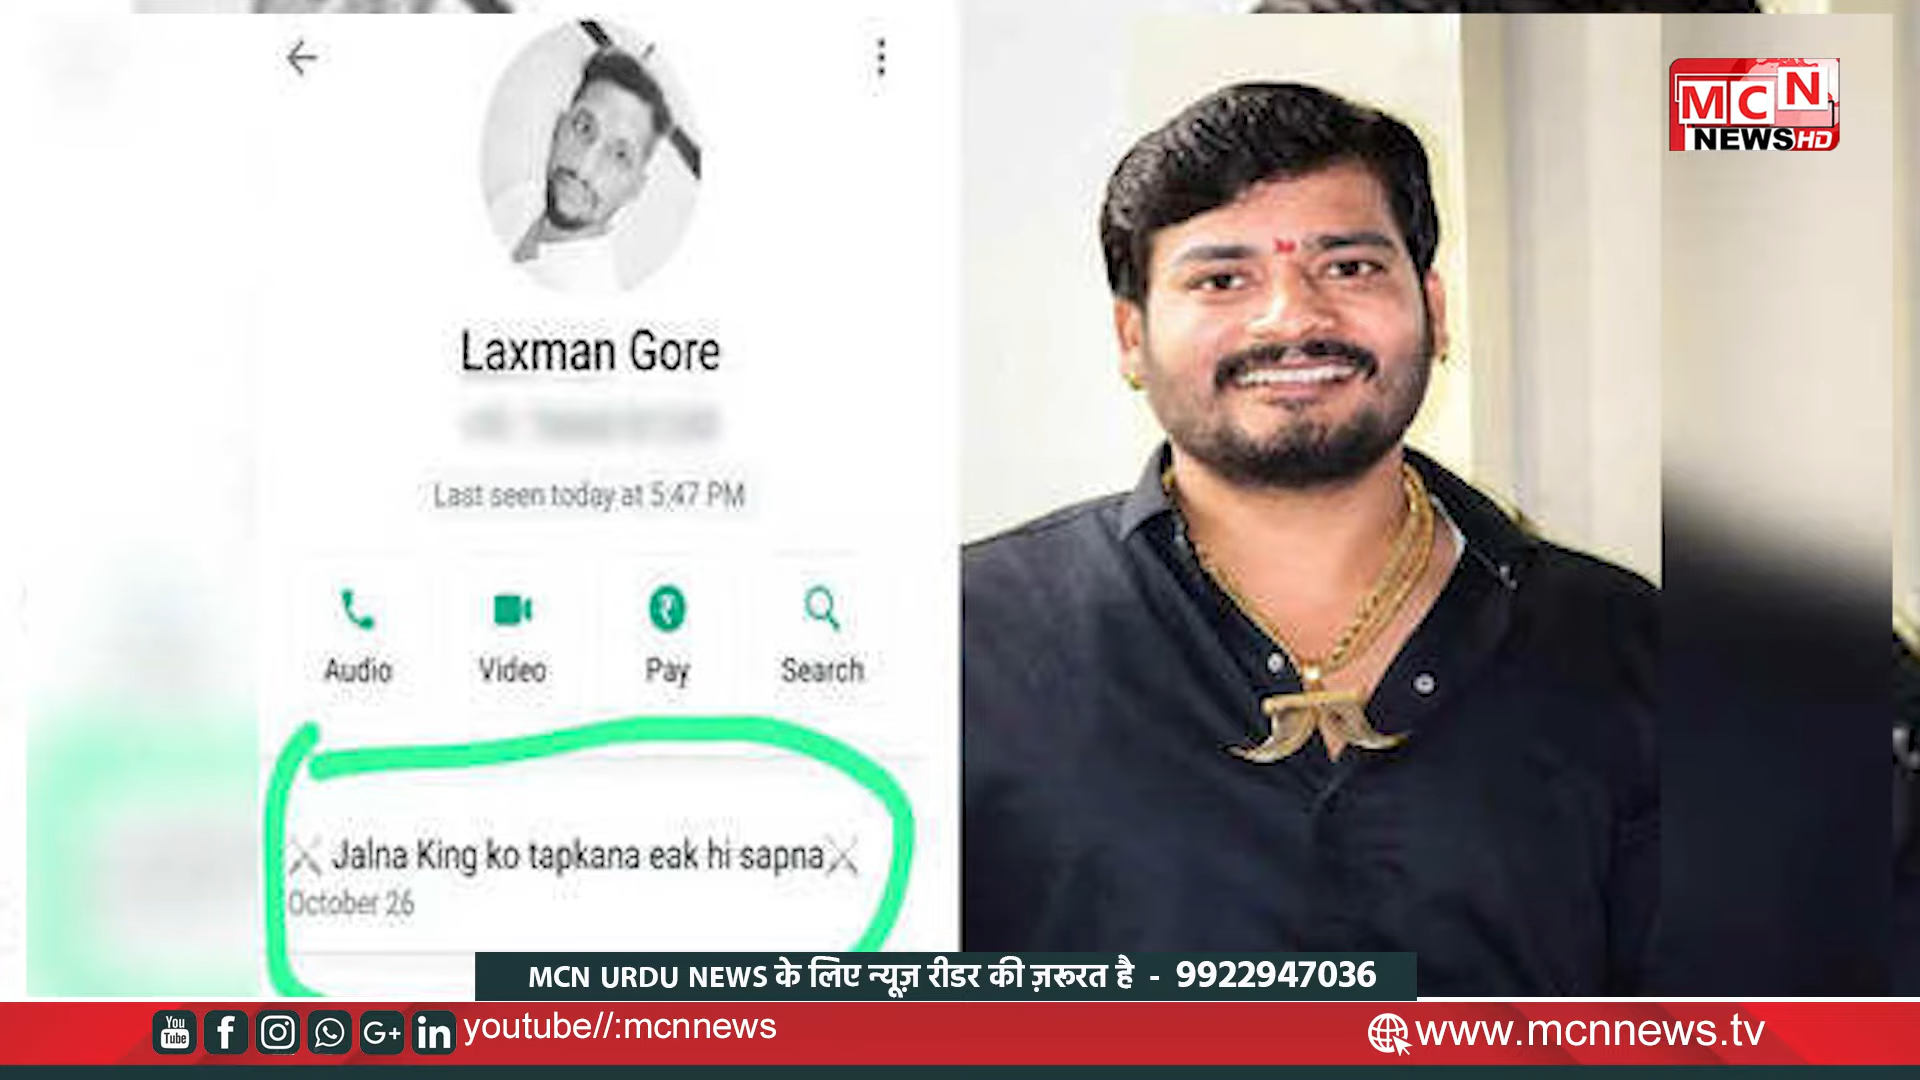 MCN
NEWS HD
Laxman Gore
Last seen today at 5:47 PM
Audio
Video
Pay
Search
⚔ Jalna King ko tapkana eak hi sapna⚔
October 26
MCN URDU NEWS के लिए न्यूज़ रीडर की ज़रूरत है - 9922947036
You
Tube
G+
in
youtube//:mcnnews
www.mcnnews.tv